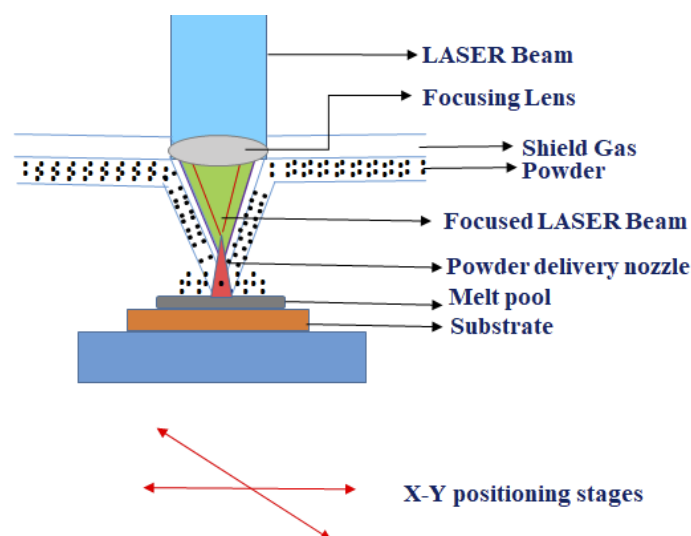 LASER Beam
Focusing Lens
Shield Gas
Powder
Focused LASER Beam
Powder delivery nozzle
Melt pool
Substrate
X-Y positioning stages